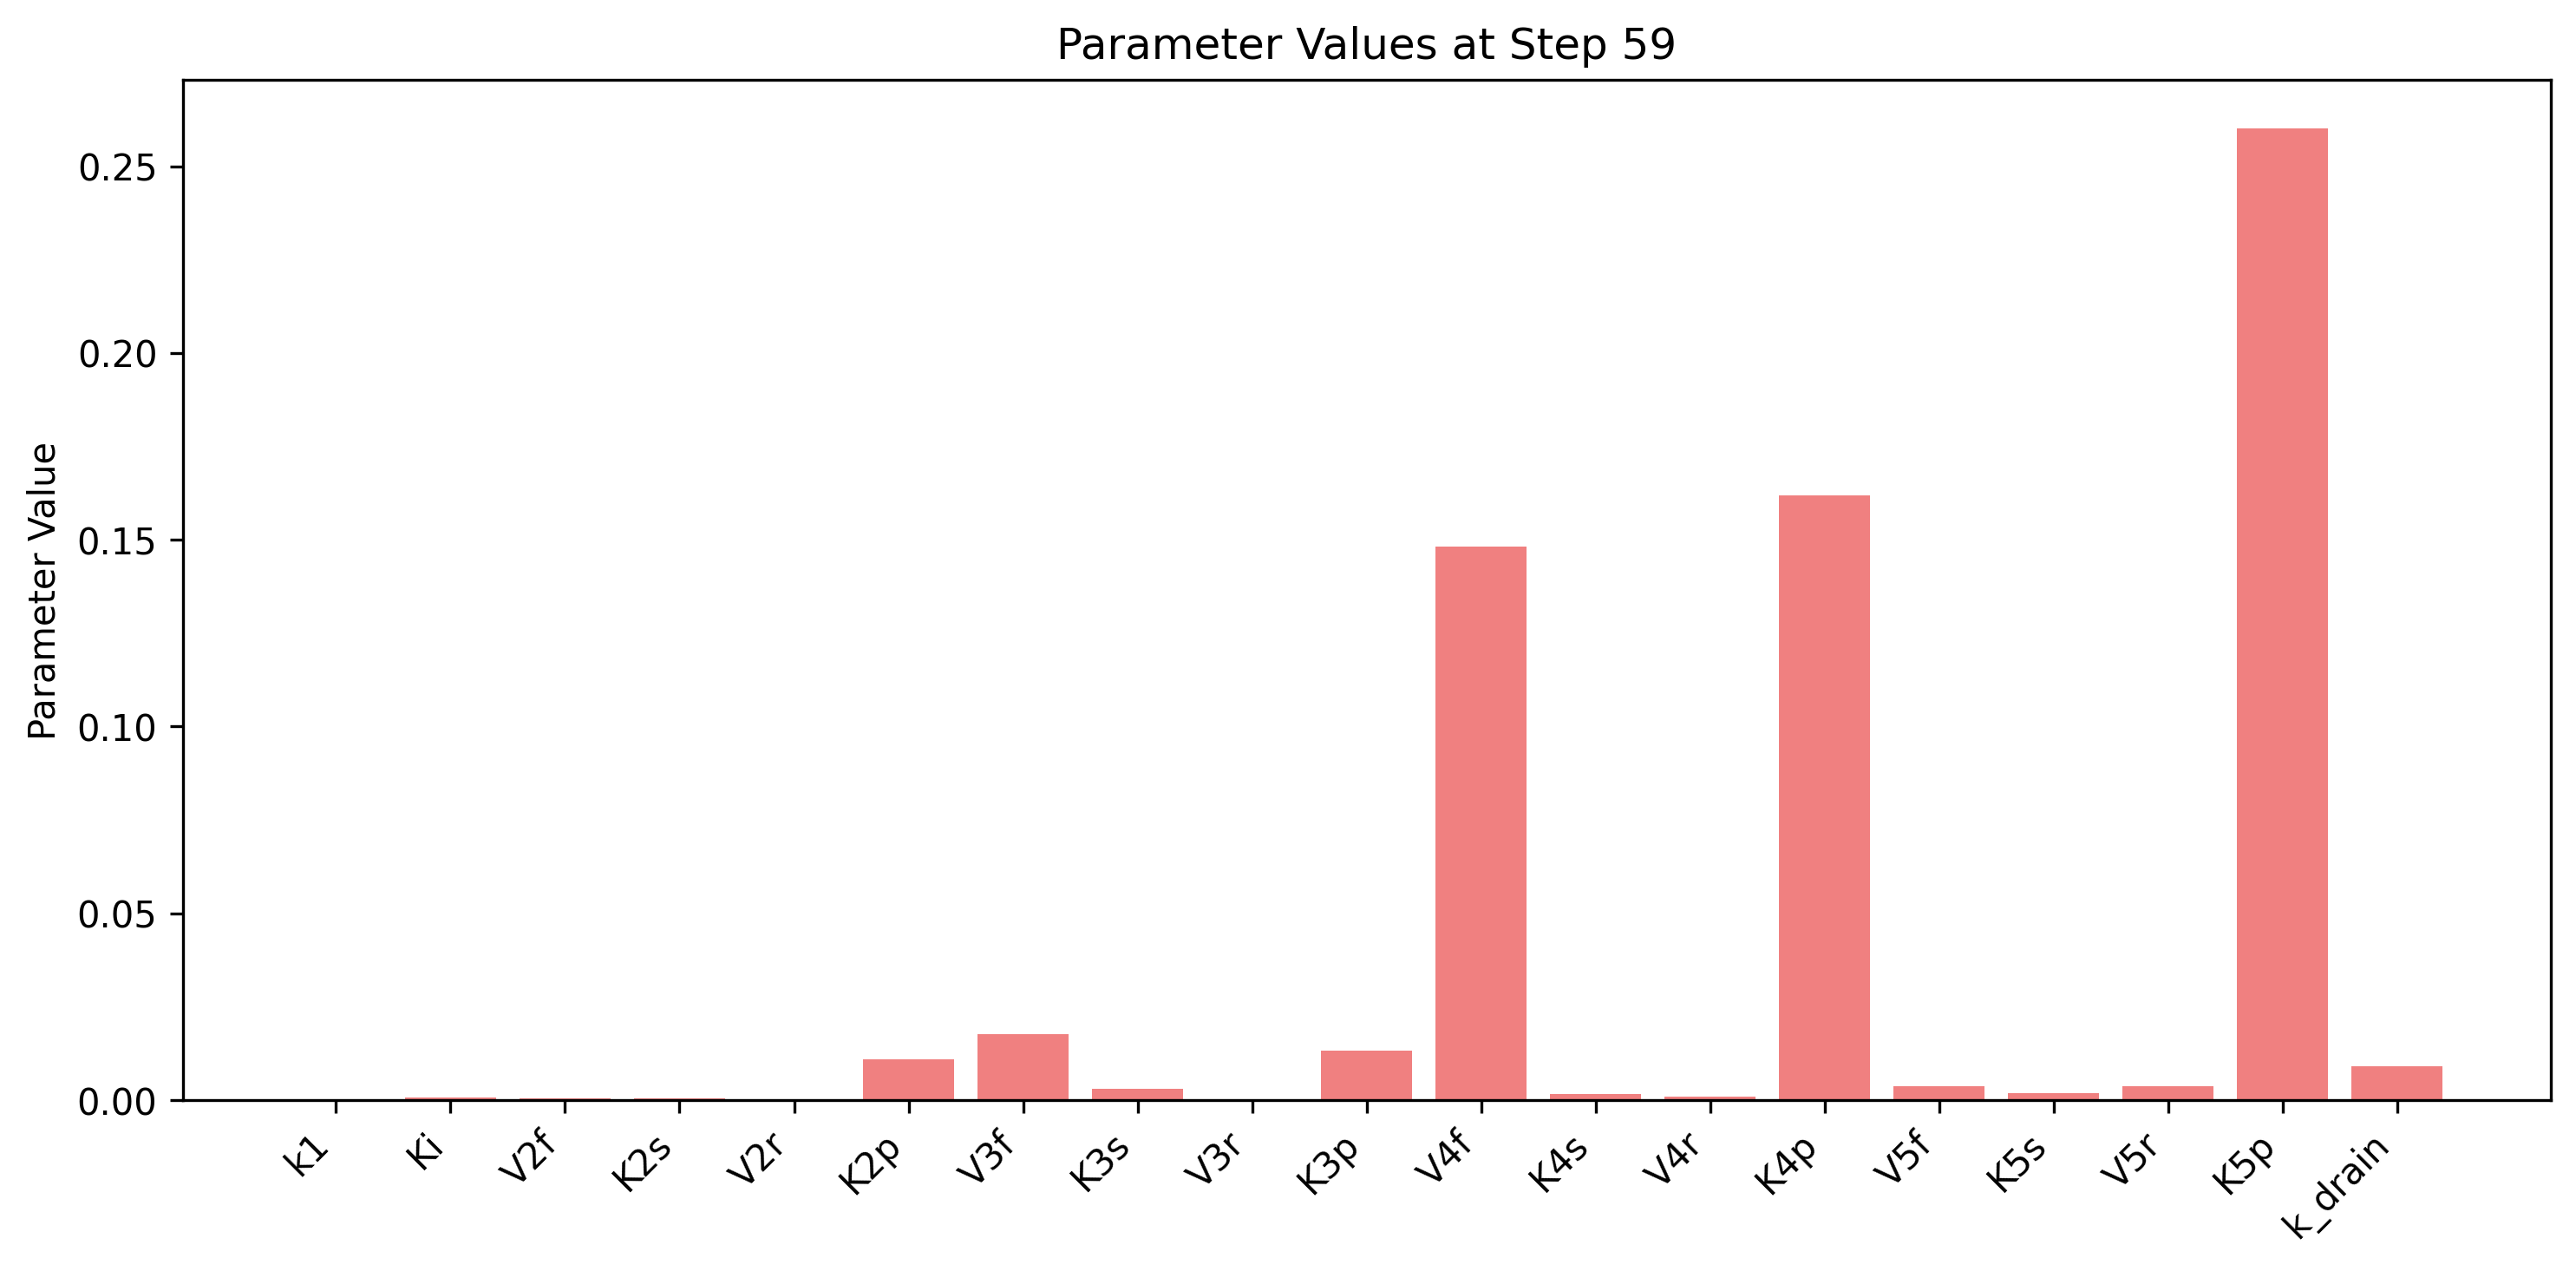 Parameter Values at Step 59
Parameter Value
0.25
0.20
0.15
0.10
0.05
0.00
k1
Ki
V2f
K2s
V2r
K2p
V3f
K3s
V3r
K3p
V4f
K4s
V4r
K4p
V5f
K5s
V5r
K5p
k_drain